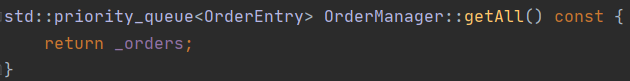 std::priority_queue<OrderEntry> OrderManager::getAll() const {
    return _orders;
}